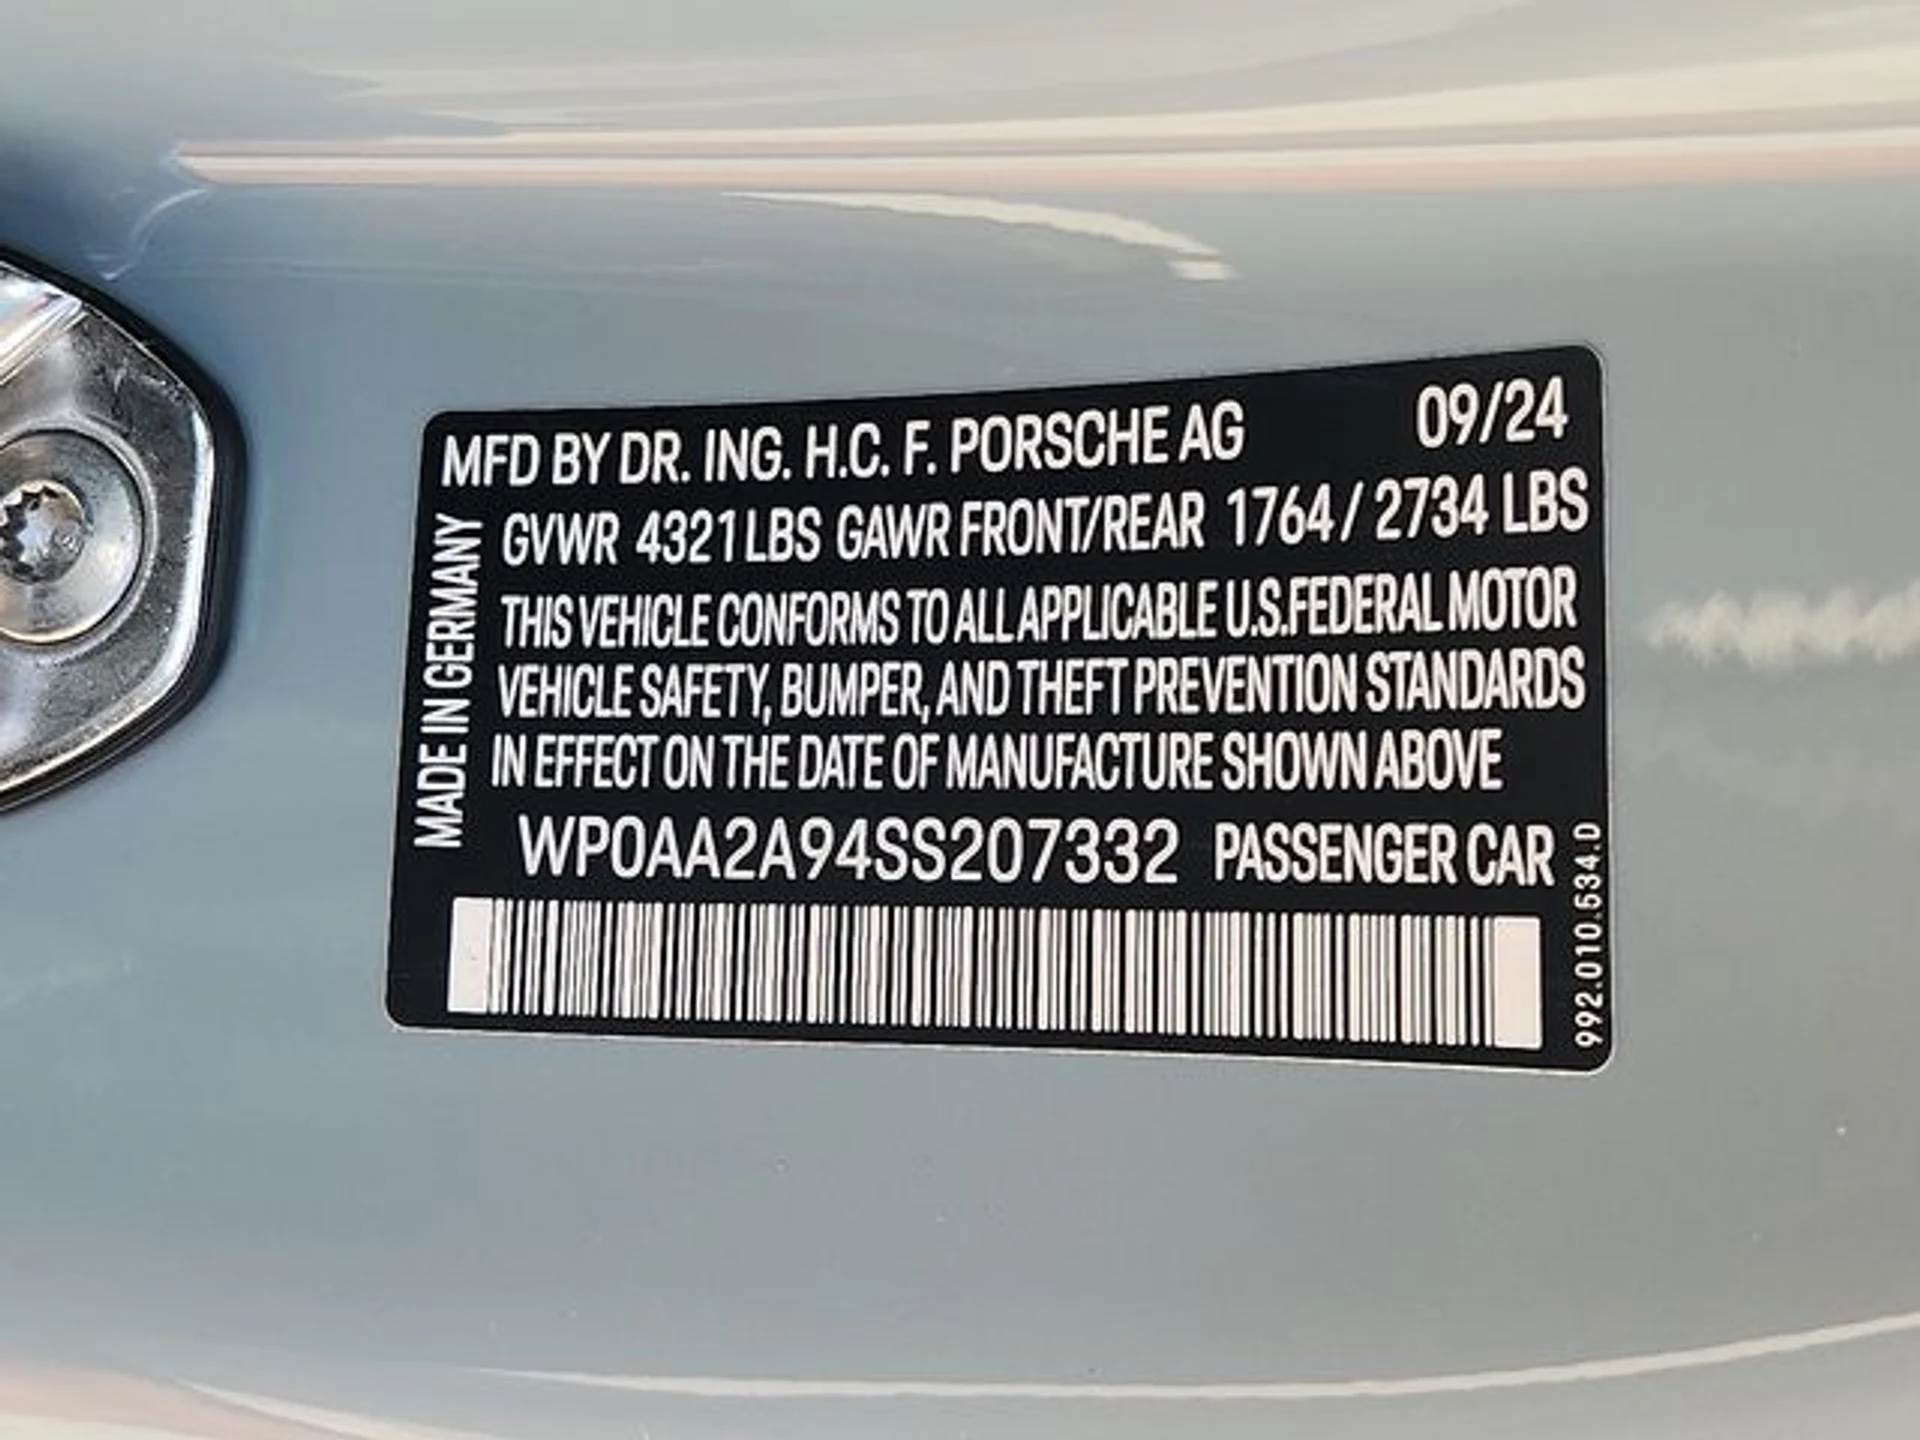 MFD BY DR. ING. H.C. F. PORSCHE AG 09/24
GVWR 4321 LBS GAWR FRONT/REAR 1764 / 2734 LBS
THIS VEHICLE CONFORMS TO ALL APPLICABLE U.S.FEDERAL MOTOR
VEHICLE SAFETY, BUMPER, AND THEFT PREVENTION STANDARDS
IN EFFECT ON THE DATE OF MANUFACTURE SHOWN ABOVE
WP0AA2A94SS207332 PASSENGER CAR
MADE IN GERMANY
992.010.534.0